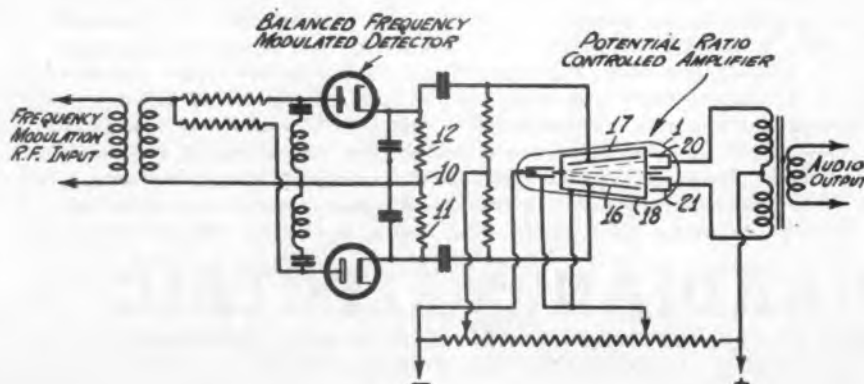 BALANCED FREQUENCY
MODULATED DETECTOR
POTENTIAL RATIO
CONTROLLED AMPLIFIER
FREQUENCY
MODULATION
R.F. INPUT
12
10
11
17
1
20
16
18
21
AUDIO
OUTPUT
−
+